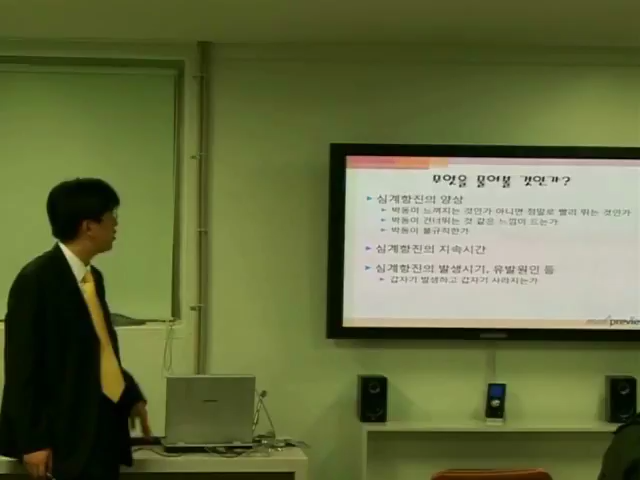 무엇을 물어볼 것인가?
심계항진의 양상
박동이 느껴지는 것인가 아니면 정말로 빨리 뛰는 것인가
박동이 건너뛰는 것 같은 느낌이 드는가
박동이 불규칙한가
심계항진의 지속시간
심계항진의 발생시기, 유발원인 등
갑자기 발생하고 갑자기 사라지는가